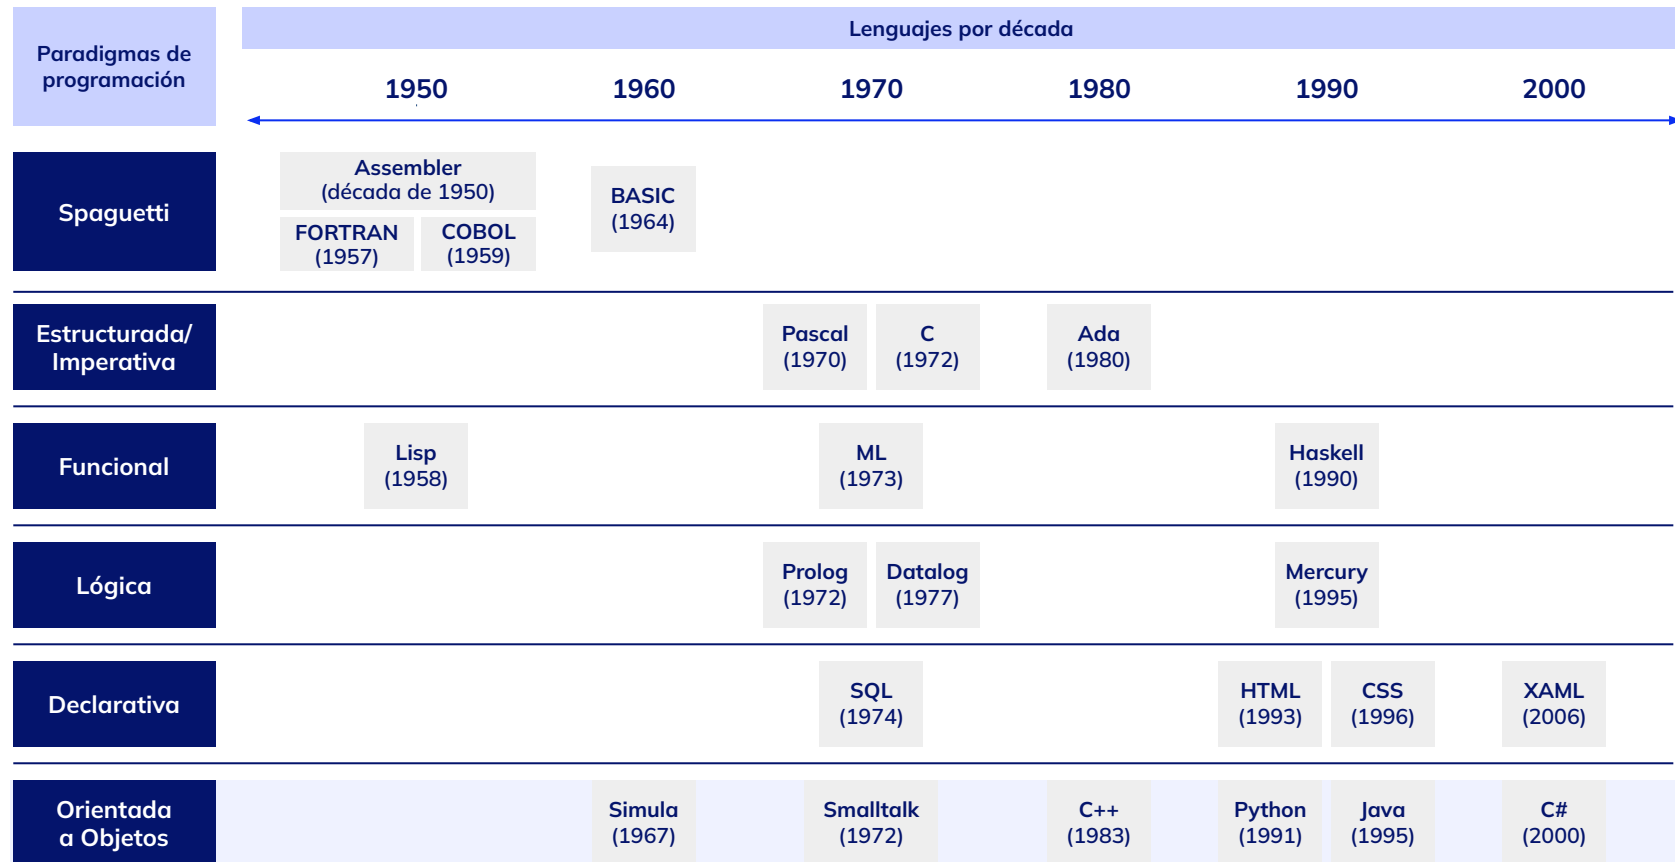 Paradigmas de
programación
Lenguajes por década
1950 1960 1970 1980 1990 2000
Spaguetti
Assembler
(década de 1950)
FORTRAN
(1957)
COBOL
(1959)
BASIC
(1964)
Estructurada/
Imperativa
Pascal
(1970)
C
(1972)
Ada
(1980)
Funcional
Lisp
(1958)
ML
(1973)
Haskell
(1990)
Lógica
Prolog
(1972)
Datalog
(1977)
Mercury
(1995)
Declarativa
SQL
(1974)
HTML
(1993)
CSS
(1996)
XAML
(2006)
Orientada
a Objetos
Simula
(1967)
Smalltalk
(1972)
C++
(1983)
Python
(1991)
Java
(1995)
C#
(2000)